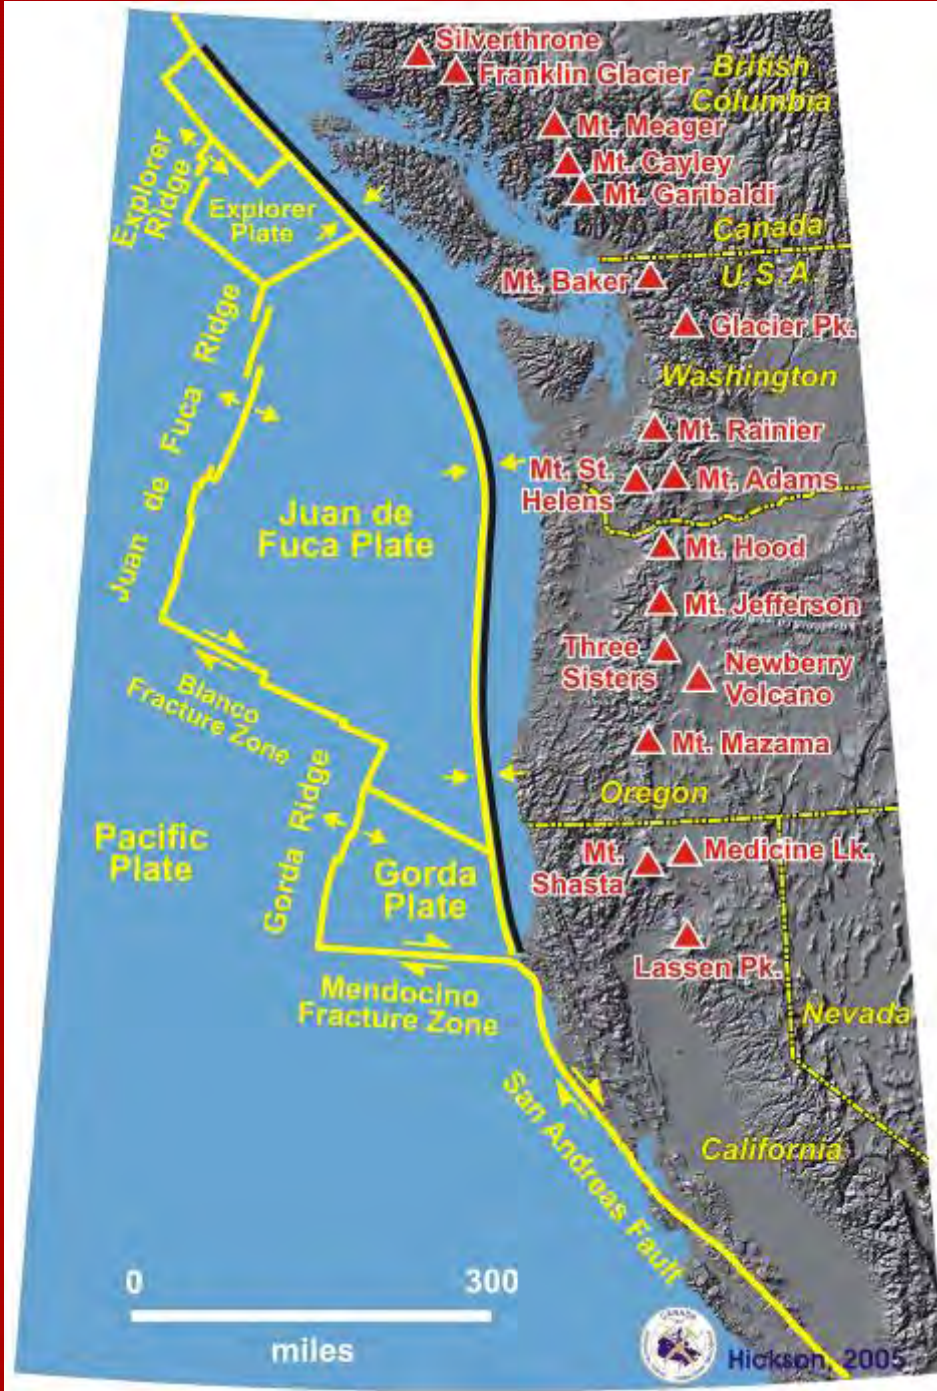 Silverthrone
Franklin Glacier
British
Columbia
Mt. Meager
Mt. Cayley
Mt. Garibaldi
Explorer
Ridge
Explorer
Plate
Canada
U.S.A.
Mt. Baker
Glacier Pk.
Washington
Juan de Fuca Ridge
Mt. Rainier
Mt. St.
Helens
Mt. Adams
Juan de
Fuca Plate
Mt. Hood
Mt. Jefferson
Three
Sisters
Newberry
Volcano
Blanco
Fracture Zone
Mt. Mazama
Oregon
Gorda Ridge
Pacific
Plate
Gorda
Plate
Mt.
Shasta
Medicine Lk.
Lassen Pk.
Mendocino
Fracture Zone
Nevada
San Androas Fault
California
0 300
miles
CANADA
Hickson, 2005